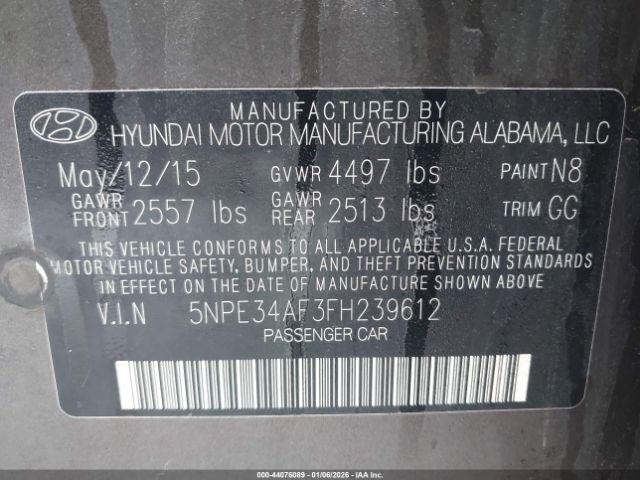 MANUFACTURED BY
HYUNDAI MOTOR MANUFACTURING ALABAMA, LLC
May/12/15 GVWR 4497 lbs PAINT N8
GAWR FRONT 2557 lbs GAWR REAR 2513 lbs TRIM GG
THIS VEHICLE CONFORMS TO ALL APPLICABLE U.S.A. FEDERAL
MOTOR VEHICLE SAFETY, BUMPER, AND THEFT PREVENTION
STANDARDS IN EFFECT ON THE DATE OF MANUFACTURE SHOWN ABOVE
V.I.N 5NPE34AF3FH239612
PASSENGER CAR
000-44076089 - 01/06/2026 - 36382